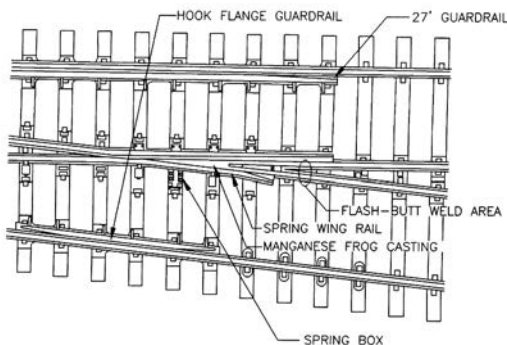 HOOK FLANGE GUARDRAIL
27' GUARDRAIL
FLASH-BUTT WELD AREA
SPRING WING RAIL
MANGANESE FROG CASTING
SPRING BOX